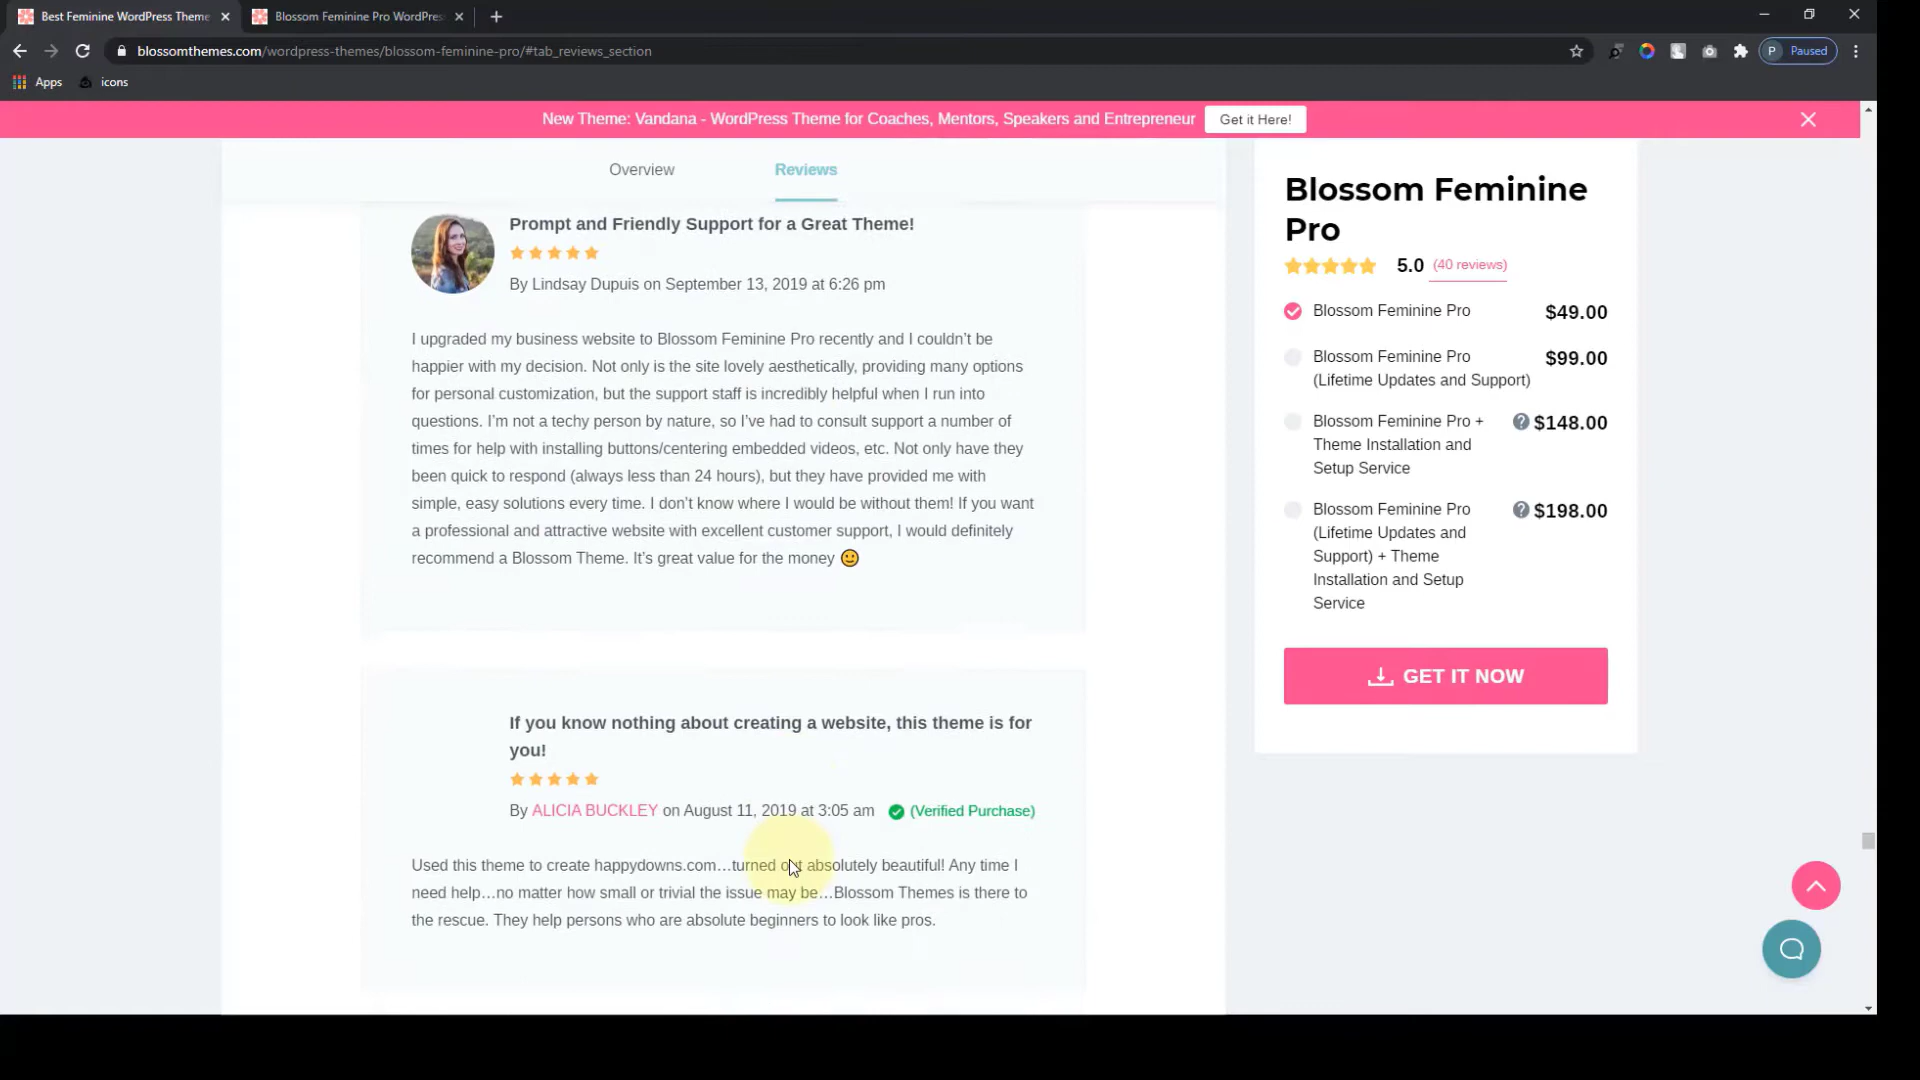 Best Feminine WordPress Theme
Blossom Feminine Pro WordPres
blossomthemes.com/wordpress-themes/blossom-feminine-pro/#tab_reviews_section
P Paused
Apps
icons
New Theme: Vandana - WordPress Theme for Coaches, Mentors, Speakers and Entrepreneur
Get it Here!
Overview
Reviews
Prompt and Friendly Support for a Great Theme!
By Lindsay Dupuis on September 13, 2019 at 6:26 pm
I upgraded my business website to Blossom Feminine Pro recently and I couldn't be
happier with my decision. Not only is the site lovely aesthetically, providing many options
for personal customization, but the support staff is incredibly helpful when I run into
questions. I'm not a techy person by nature, so I've had to consult support a number of
times for help with installing buttons/centering embedded videos, etc. Not only have they
been quick to respond (always less than 24 hours), but they have provided me with
simple, easy solutions every time. I don't know where I would be without them! If you want
a professional and attractive website with excellent customer support, I would definitely
recommend a Blossom Theme. It's great value for the money 🙂
If you know nothing about creating a website, this theme is for
you!
By ALICIA BUCKLEY on August 11, 2019 at 3:05 am (Verified Purchase)
Used this theme to create happydowns.com…turned out absolutely beautiful! Any time I
need help…no matter how small or trivial the issue may be…Blossom Themes is there to
the rescue. They help persons who are absolute beginners to look like pros.
Blossom Feminine
Pro
5.0 (40 reviews)
Blossom Feminine Pro $49.00
Blossom Feminine Pro $99.00
(Lifetime Updates and Support)
Blossom Feminine Pro + $148.00
Theme Installation and
Setup Service
Blossom Feminine Pro $198.00
(Lifetime Updates and
Support) + Theme
Installation and Setup
Service
GET IT NOW